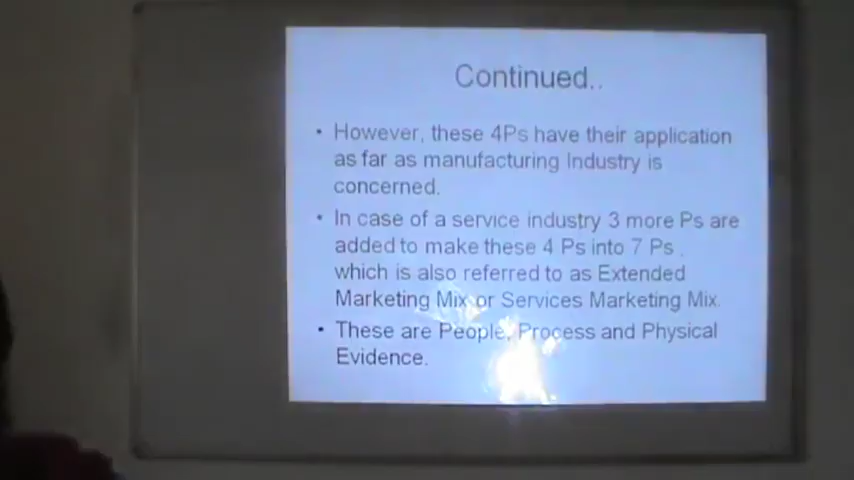 Continued..
• However, these 4Ps have their application
as far as manufacturing Industry is
concerned.
• In case of a service industry 3 more Ps are
added to make these 4 Ps into 7 Ps ,
which is also referred to as Extended
Marketing Mix or Services Marketing Mix.
• These are People, Process and Physical
Evidence.